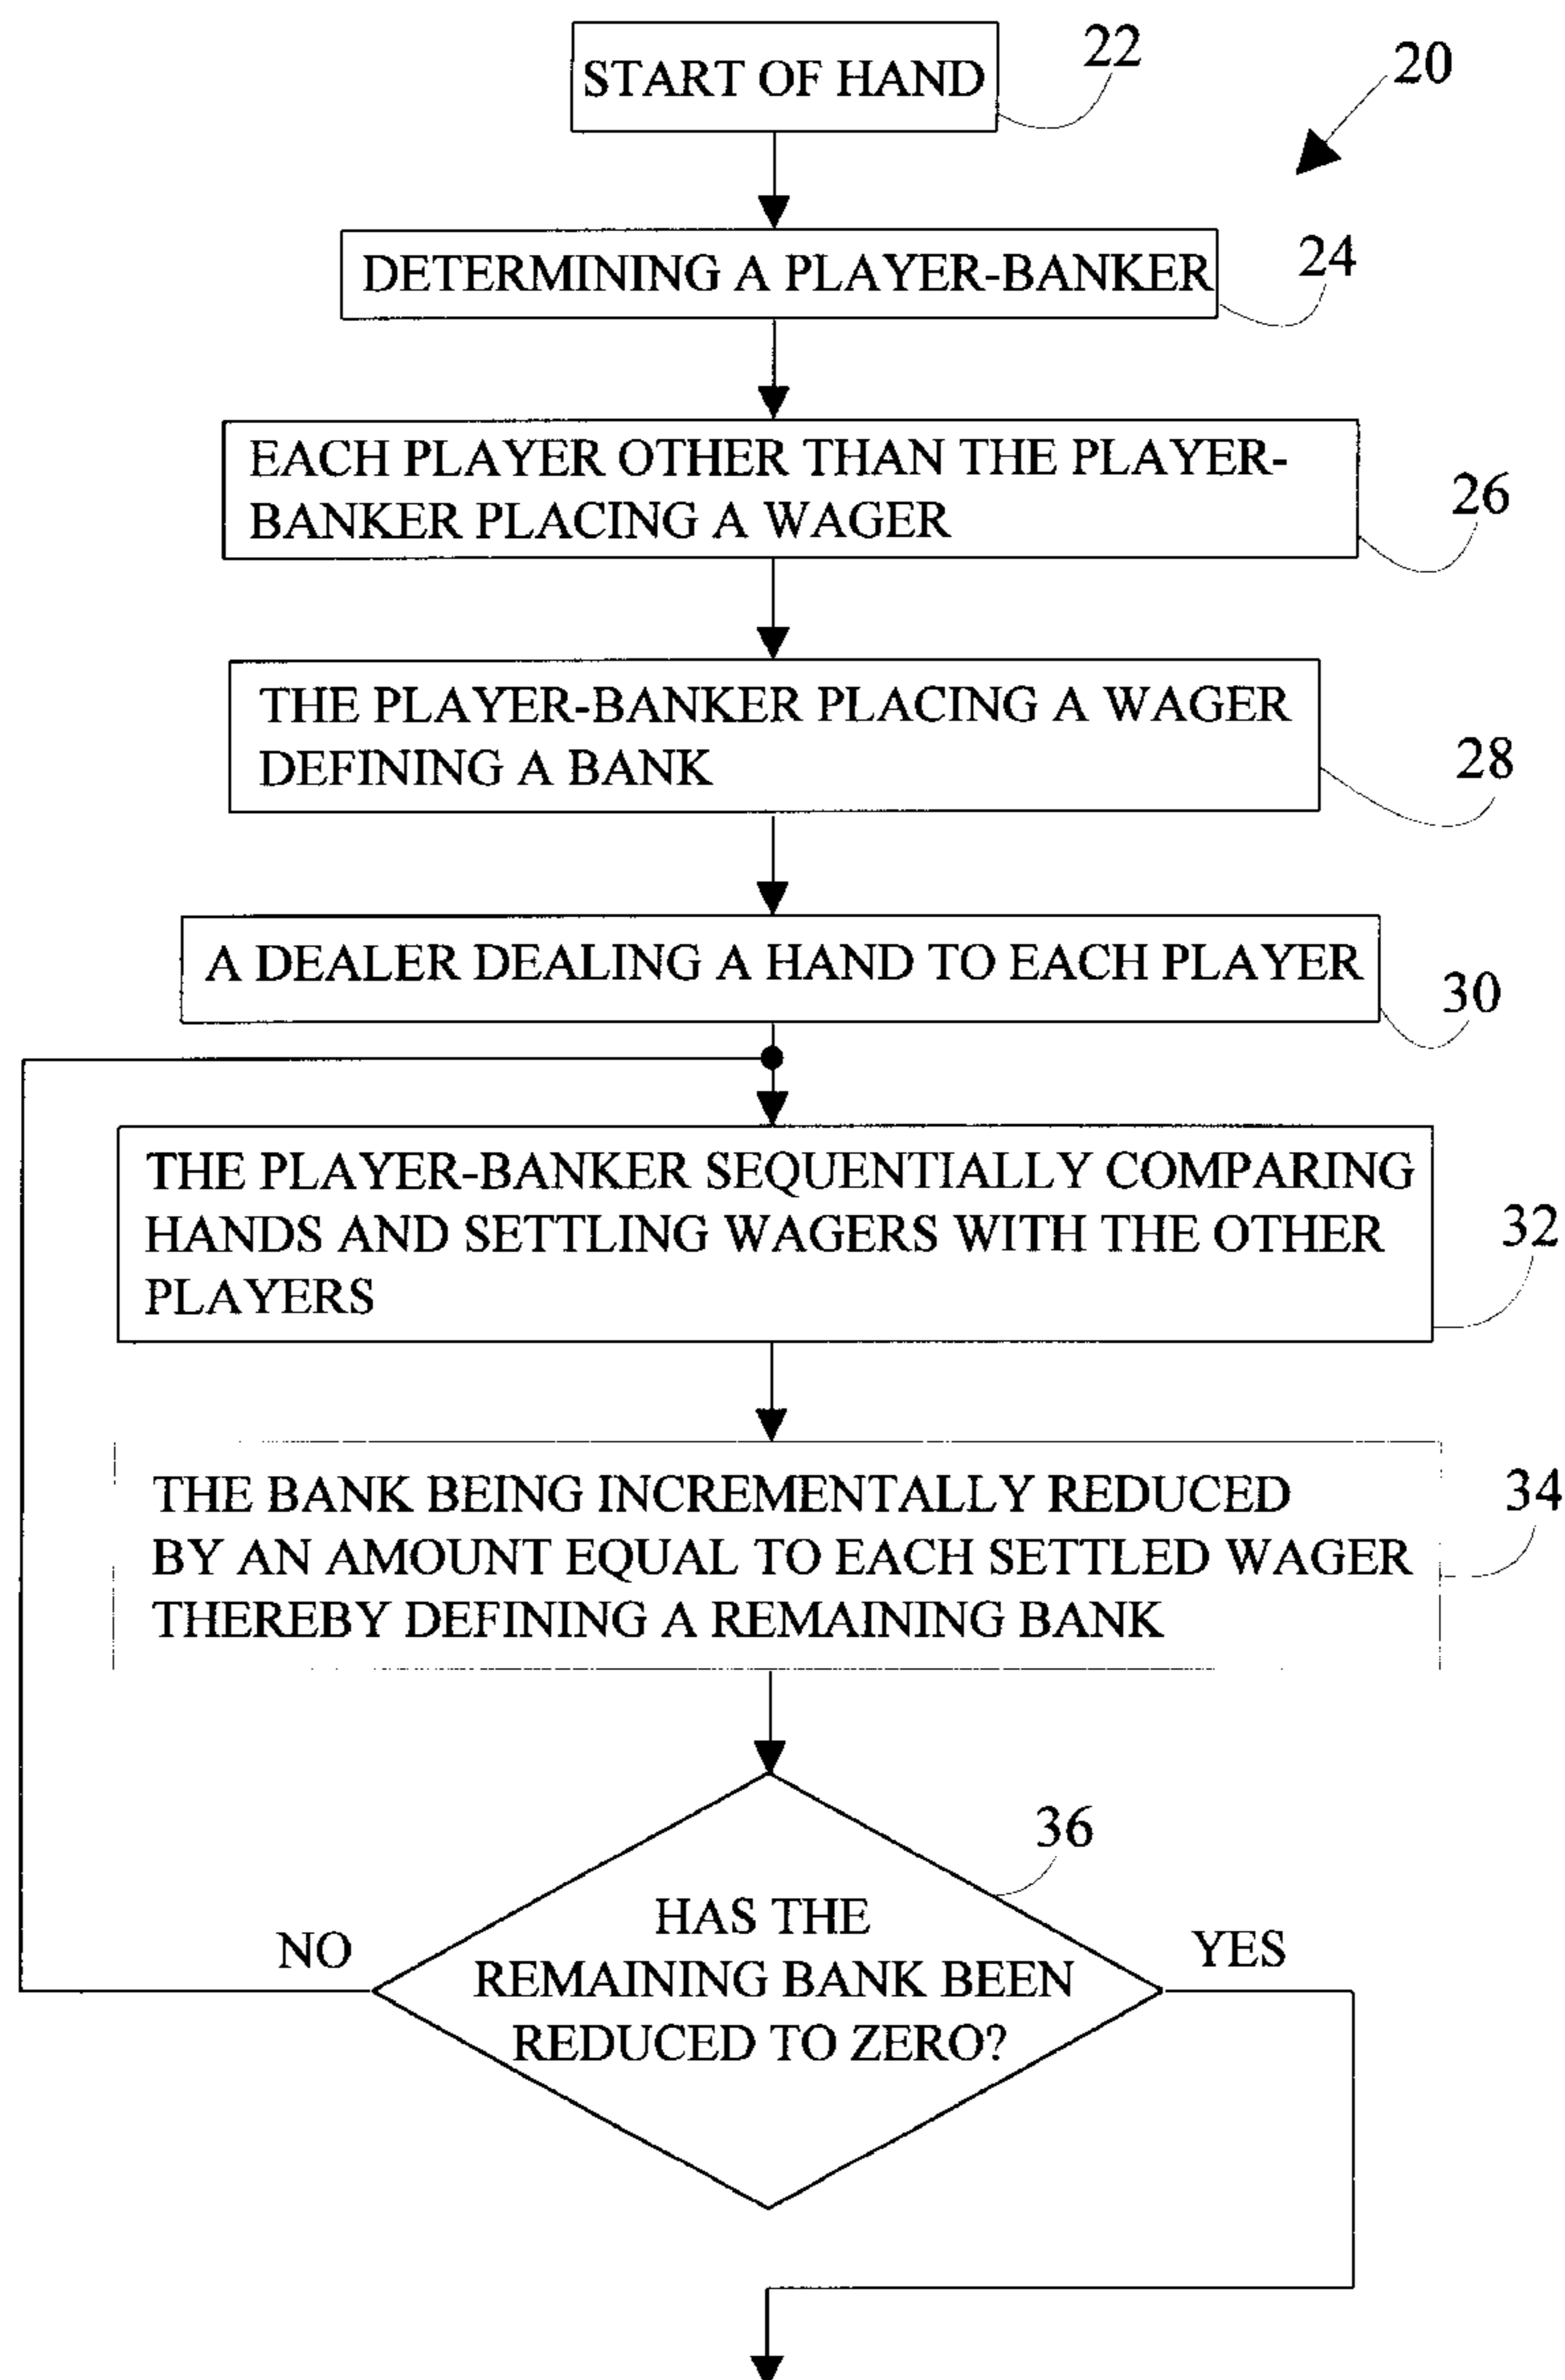 START OF HAND
22
20
DETERMINING A PLAYER-BANKER
24
EACH PLAYER OTHER THAN THE PLAYER-
BANKER PLACING A WAGER
26
THE PLAYER-BANKER PLACING A WAGER
DEFINING A BANK
28
A DEALER DEALING A HAND TO EACH PLAYER
30
THE PLAYER-BANKER SEQUENTIALLY COMPARING
HANDS AND SETTLING WAGERS WITH THE OTHER
PLAYERS
32
THE BANK BEING INCREMENTALLY REDUCED
BY AN AMOUNT EQUAL TO EACH SETTLED WAGER
THEREBY DEFINING A REMAINING BANK
34
36
HAS THE
REMAINING BANK BEEN
REDUCED TO ZERO?
NO
YES